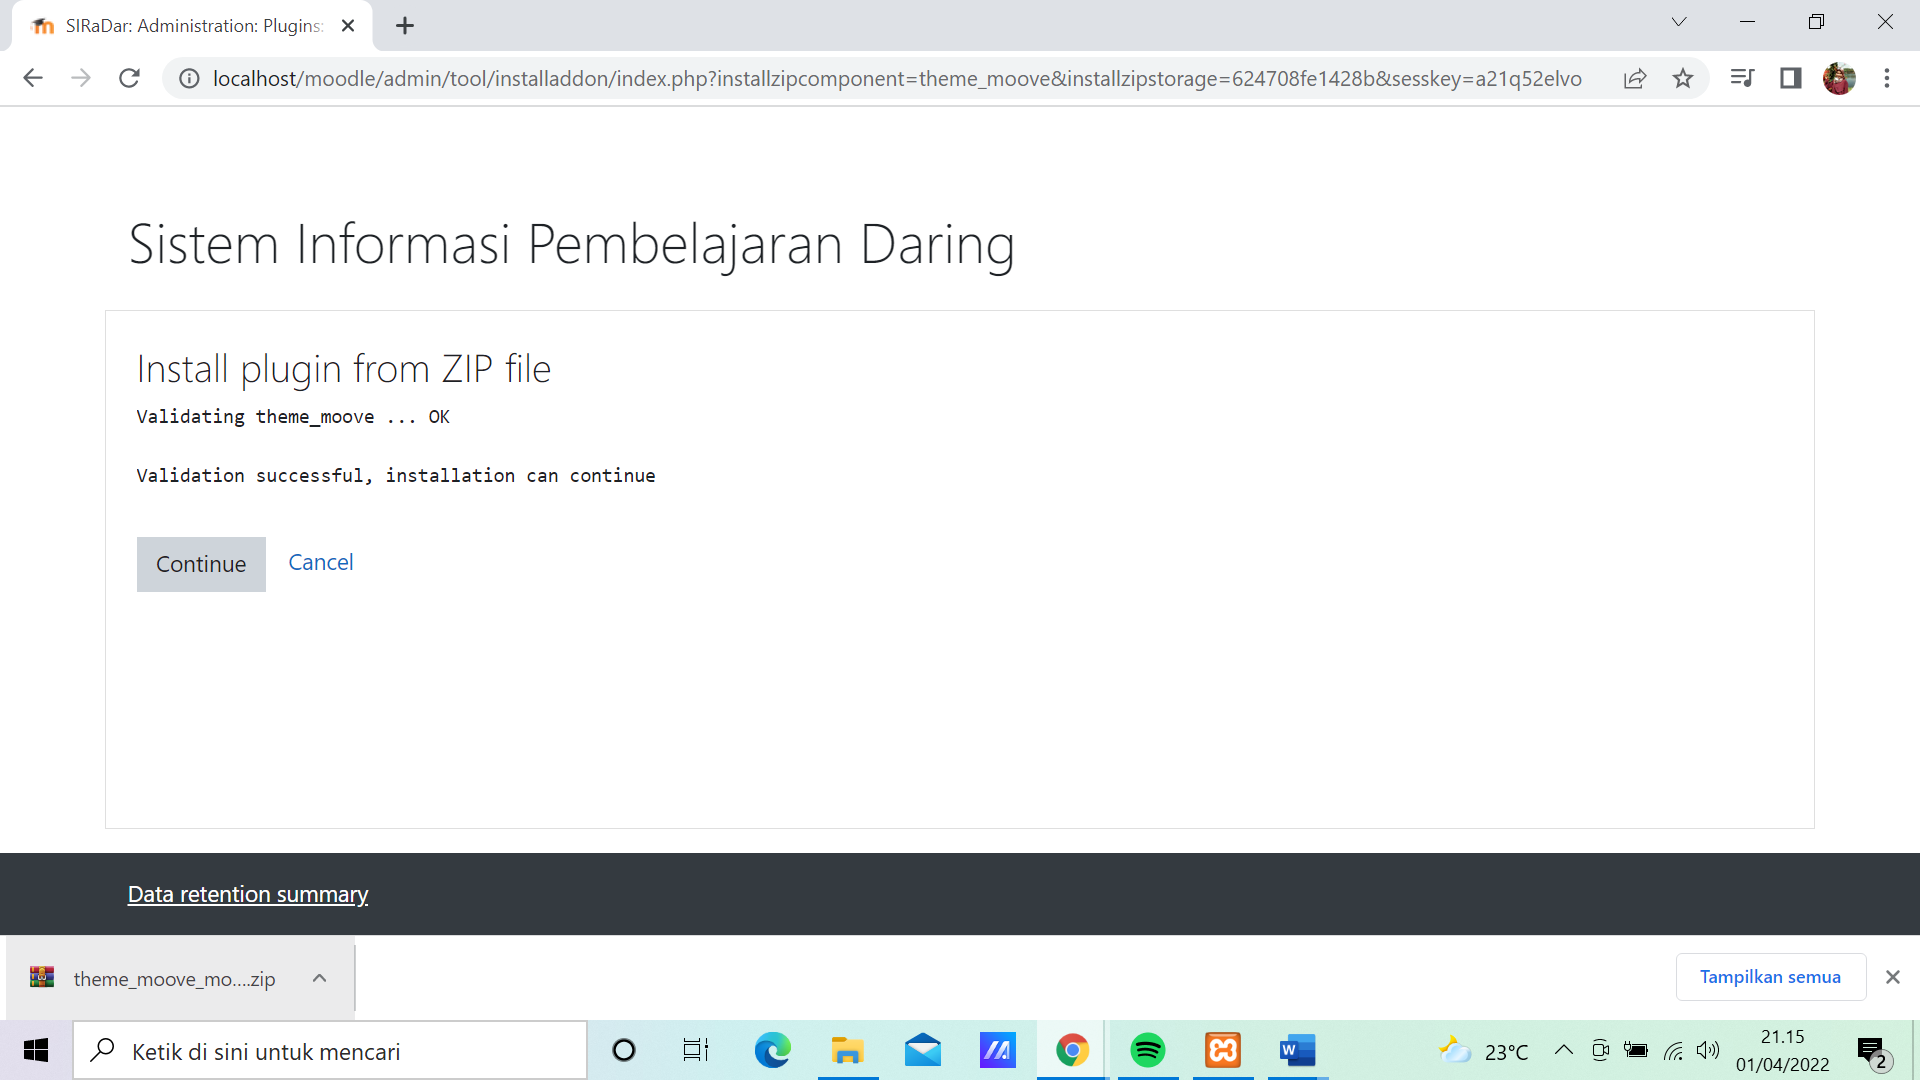 SIRaDar: Administration: Plugins:
localhost/moodle/admin/tool/installaddon/index.php?installzipcomponent=theme_moove&installzipstorage=624708fe1428b&sesskey=a21q52elvo
Sistem Informasi Pembelajaran Daring
Install plugin from ZIP file
Validating theme_moove ... OK
Validation successful, installation can continue
Continue
Cancel
Data retention summary
theme_moove_mo....zip
Tampilkan semua
Ketik di sini untuk mencari
23°C
21.15
01/04/2022
2